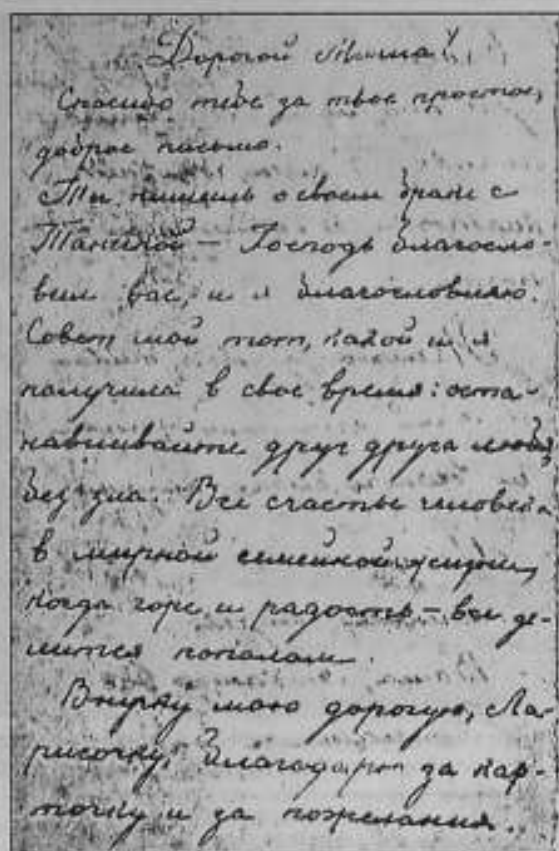 Дорогой Миша!
Спасибо тебе за твое простое,
доброе письмо.
Ты пишешь о своем браке с
Танечкой — Господь благосло-
вит вас, и я благословляю.
Совет мой тот, какой и я
получила в свое время: оста-
навливайте друг друга любя,
без зла. Все счастье человека
в мирной семейной жизни,
когда горе и радость — все де-
лится пополам.
Внучку мою дорогую, Ла-
рисочку, благодарю за кар-
точку и за пожелания.